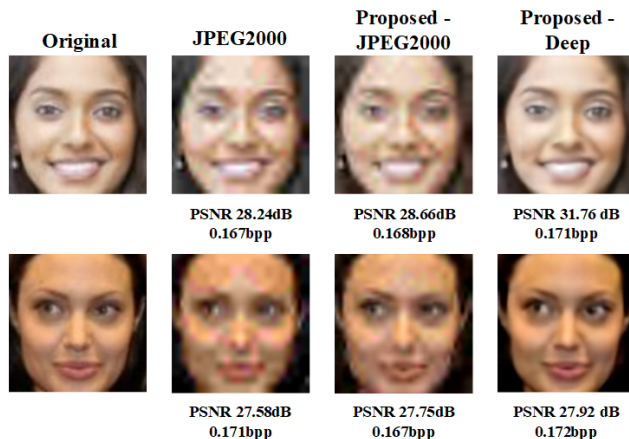 Original
JPEG2000
Proposed -
JPEG2000
Proposed -
Deep
PSNR 28.24dB
0.167bpp
PSNR 28.66dB
0.168bpp
PSNR 31.76 dB
0.171bpp
PSNR 27.58dB
0.171bpp
PSNR 27.75dB
0.167bpp
PSNR 27.92 dB
0.172bpp